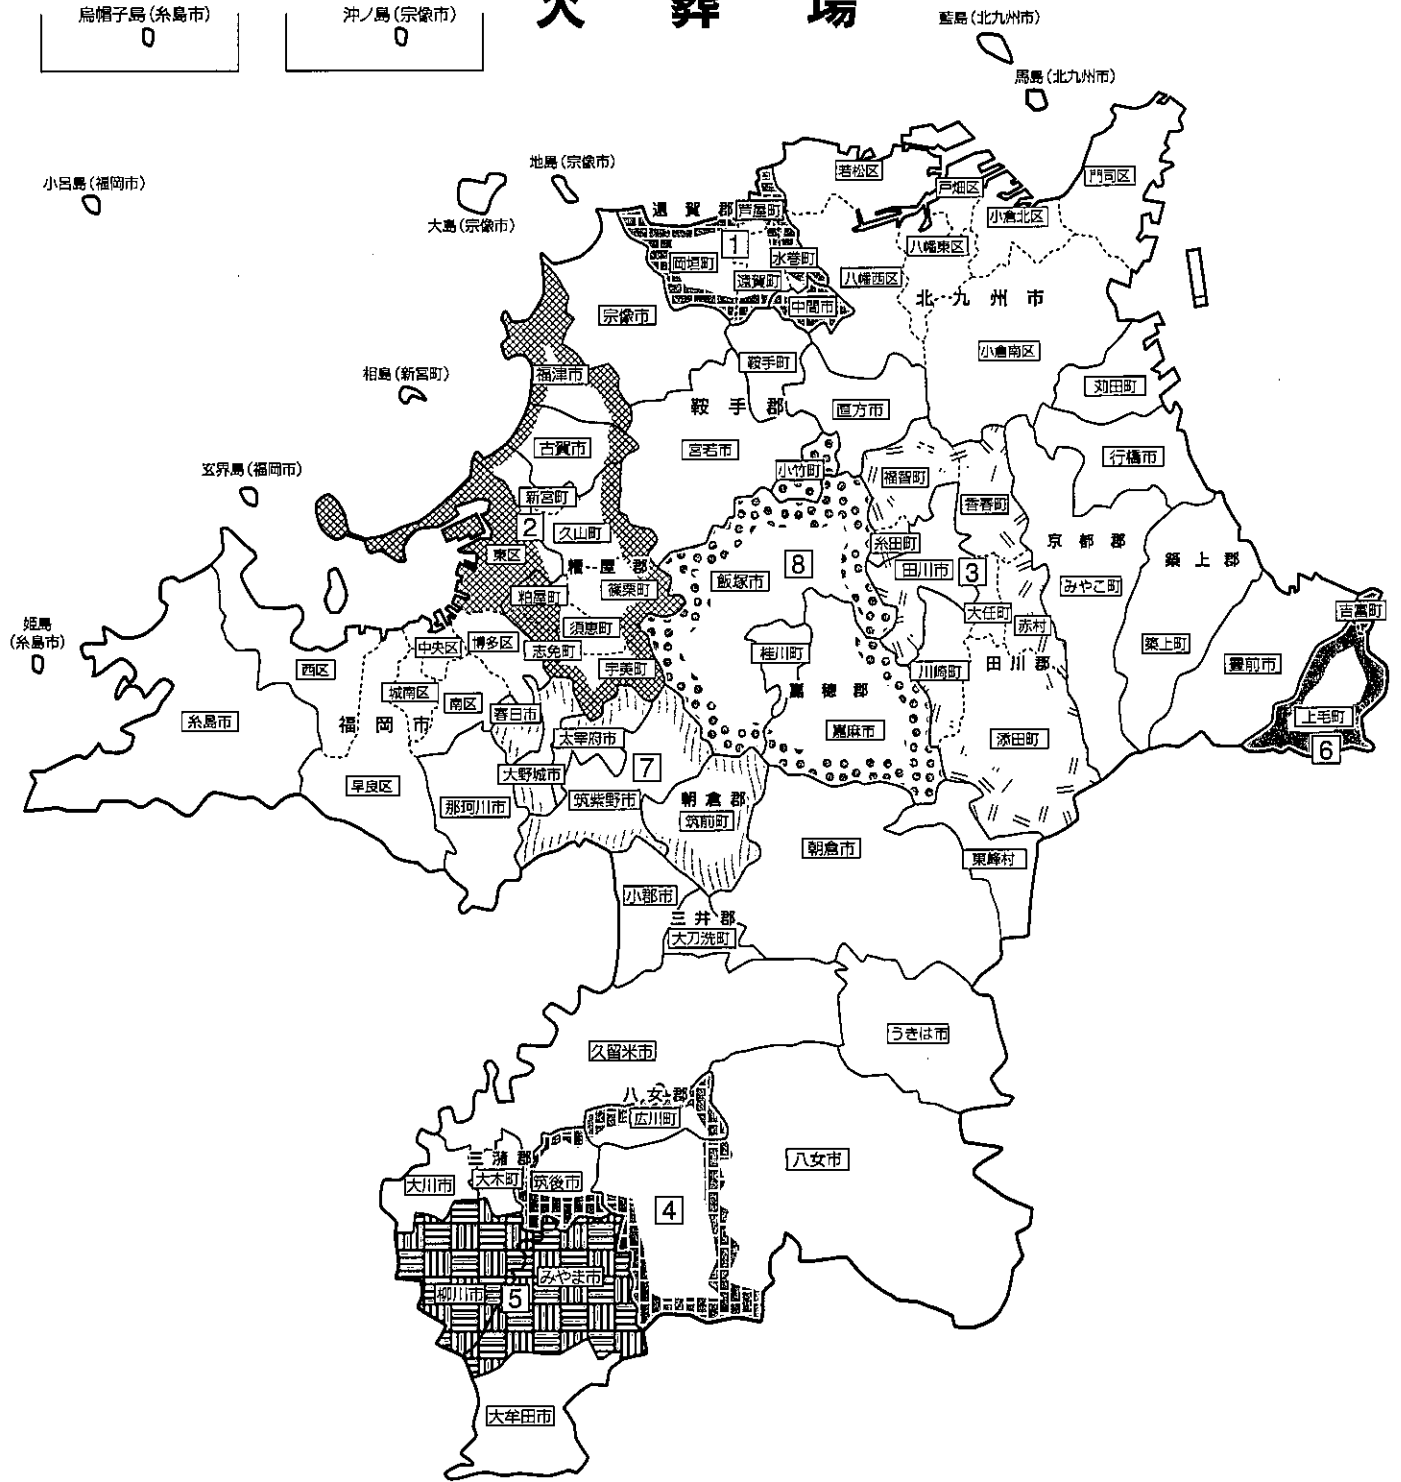 火葬場
烏帽子島(糸島市)
沖ノ島(宗像市)
藍島(北九州市)
馬島(北九州市)
地島(宗像市)
小呂島(福岡市)
大島(宗像市)
若松区
戸畑区
門司区
遠賀郡
芦屋町
小倉北区
1
八幡東区
岡垣町
水巻町
遠賀町
八幡西区
中間市
北九州市
宗像市
小倉南区
鞍手町
相島(新宮町)
福津市
苅田町
鞍手郡
直方市
古賀市
宮若市
行橋市
玄界島(福岡市)
小竹町
福智町
新宮町
香春町
2
久山町
東区
糸田町
京都郡
糟屋郡
築上郡
8
飯塚市
田川市
3
みやこ町
粕屋町
篠栗町
大任町
吉富町
姫島
(糸島市)
須恵町
赤村
博多区
中央区
志免町
桂川町
築上町
西区
宇美町
川崎町
田川郡
豊前市
城南区
嘉穂郡
南区
春日市
糸島市
福岡市
上毛町
嘉麻市
太宰府市
添田町
6
7
大野城市
早良区
那珂川市
筑紫野市
朝倉郡
筑前町
朝倉市
東峰村
小郡市
三井郡
大刀洗町
うきは市
久留米市
八女郡
広川町
三潴郡
八女市
大川市
大木町
筑後市
4
みやま市
柳川市
5
大牟田市